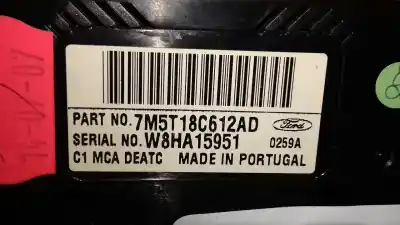 PART NO. 7M5T18C612AD
Ford
SERIAL NO. W8HA15951
0259A
C1 MCA DEATC MADE IN PORTUGAL